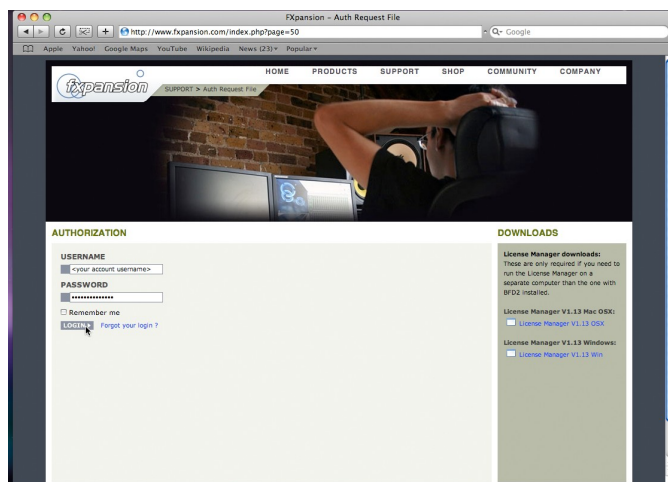 FXpansion – Auth Request File
http://www.fxpansion.com/index.php?page=50
Google
Apple Yahoo! Google Maps YouTube Wikipedia News (23) Popular
HOME PRODUCTS SUPPORT SHOP COMMUNITY COMPANY
fxpansion
SUPPORT > Auth Request File
AUTHORIZATION
USERNAME
<your account username>
PASSWORD
••••••••••••••
Remember me
LOGIN
Forgot your login ?
DOWNLOADS
License Manager downloads:
These are only required if you need to
run the License Manager on a
separate computer than the one with
BFD2 installed.
License Manager V1.13 Mac OSX:
License Manager V1.13 OSX
License Manager V1.13 Windows:
License Manager V1.13 Win